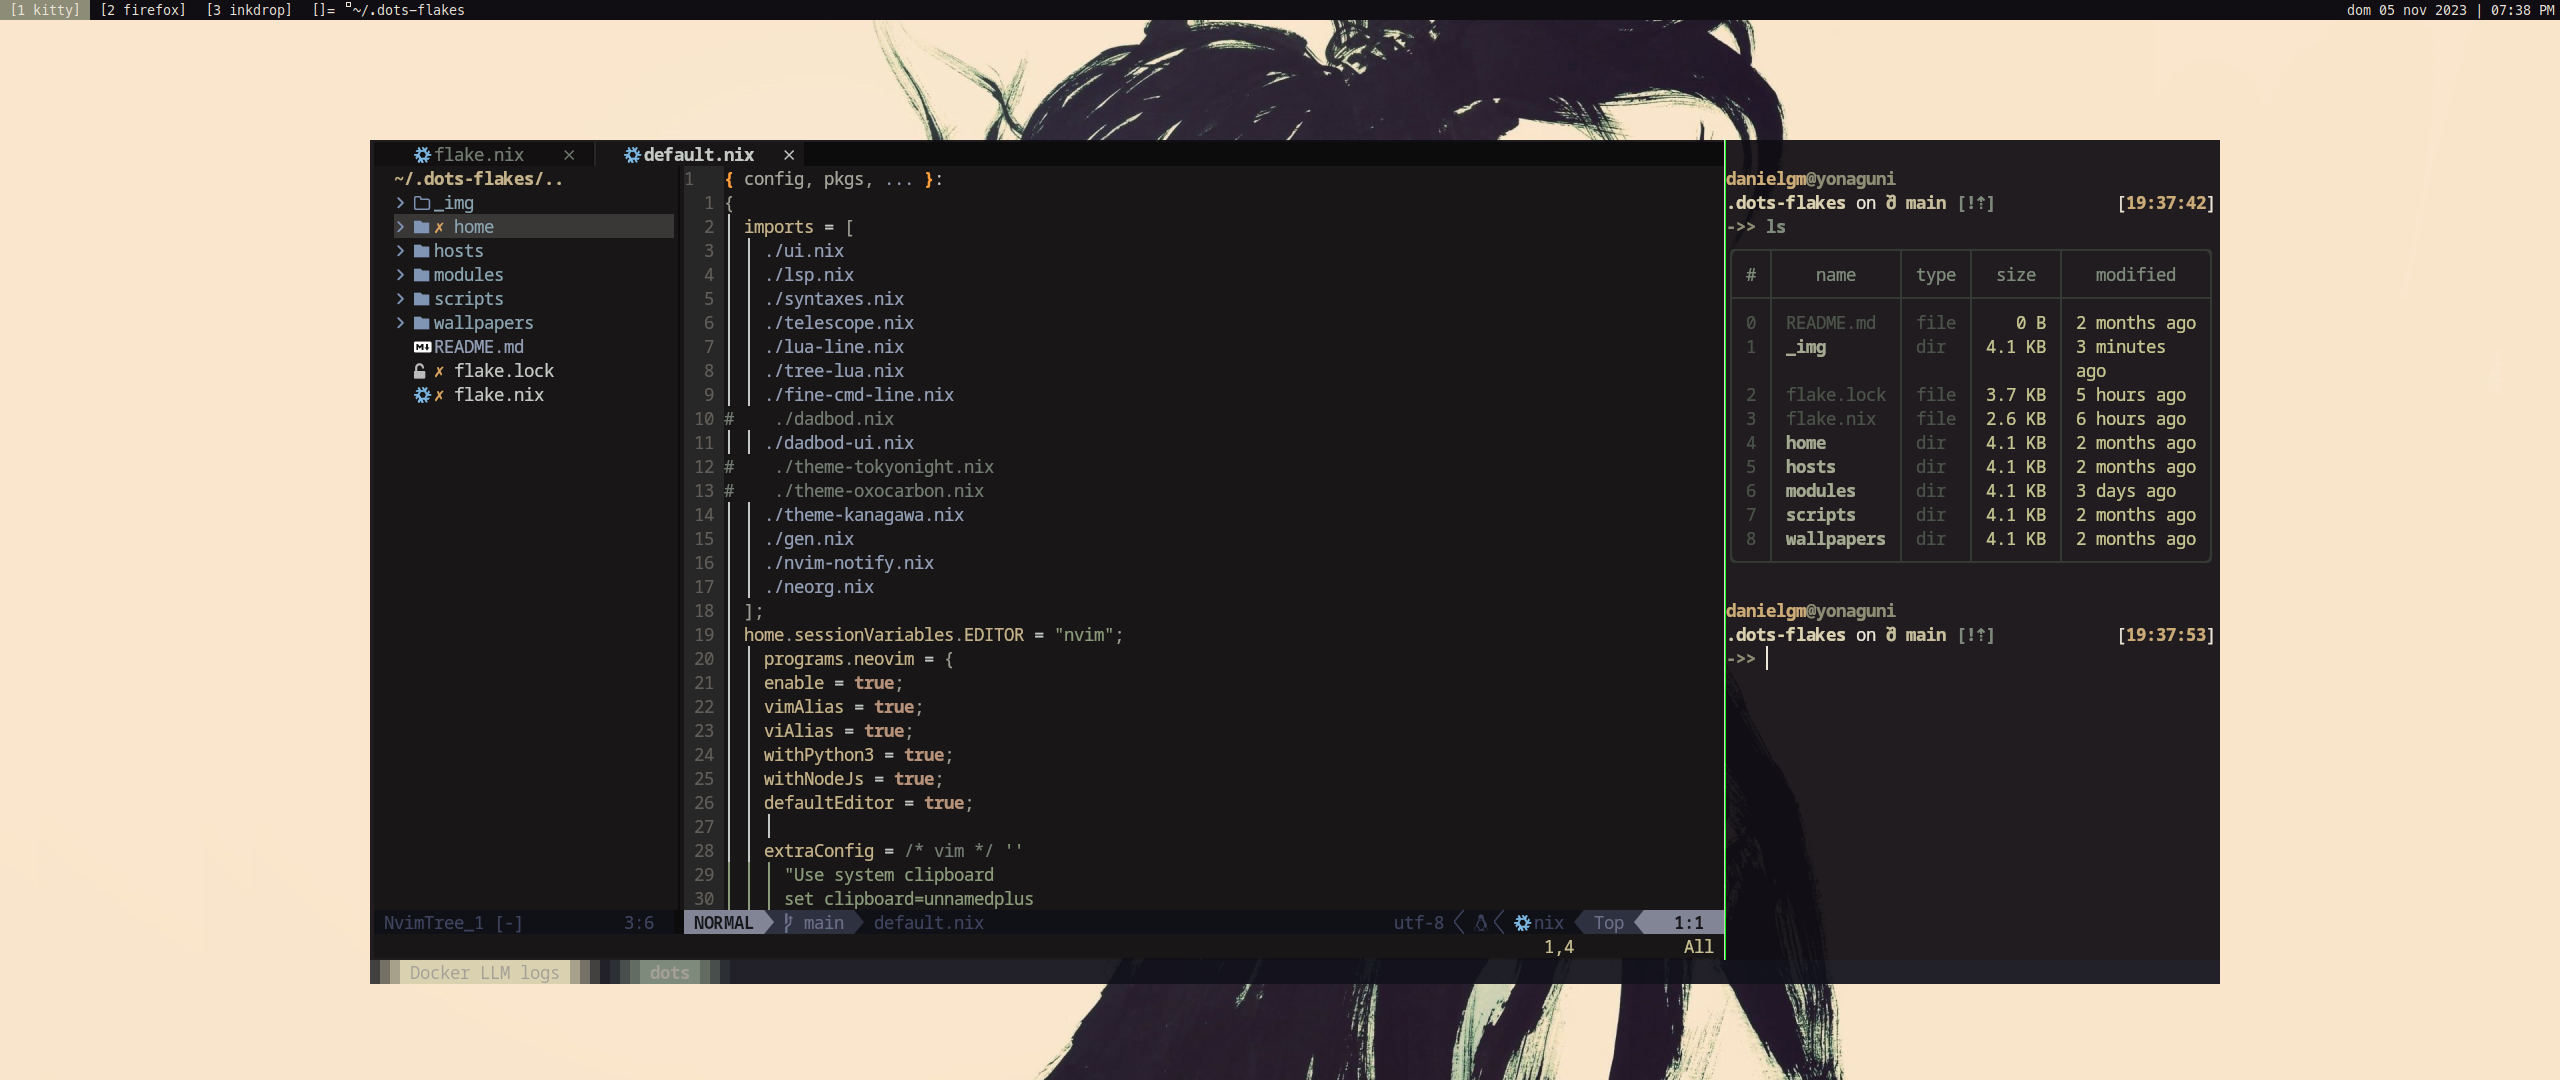 [1 kitty] [2 firefox] [3 inkdrop] []= ~/.dots-flakes
dom 05 nov 2023 | 07:38 PM
flake.nix ×
default.nix ×
~/.dots-flakes/..
> _img
> ✗ home
> hosts
> modules
> scripts
> wallpapers
README.md
✗ flake.lock
✗ flake.nix
NvimTree_1 [-] 3:6
1 { config, pkgs, ... }:
1 {
2 imports = [
3 ./ui.nix
4 ./lsp.nix
5 ./syntaxes.nix
6 ./telescope.nix
7 ./lua-line.nix
8 ./tree-lua.nix
9 ./fine-cmd-line.nix
10 # ./dadbod.nix
11 ./dadbod-ui.nix
12 # ./theme-tokyonight.nix
13 # ./theme-oxocarbon.nix
14 ./theme-kanagawa.nix
15 ./gen.nix
16 ./nvim-notify.nix
17 ./neorg.nix
18 ];
19 home.sessionVariables.EDITOR = "nvim";
20 programs.neovim = {
21 enable = true;
22 vimAlias = true;
23 viAlias = true;
24 withPython3 = true;
25 withNodeJs = true;
26 defaultEditor = true;
27
28 extraConfig = /* vim */ ''
29 "Use system clipboard
30 set clipboard=unnamedplus
NORMAL main default.nix utf-8 nix Top 1:1
1,4 All
danielgm@yonaguni
.dots-flakes on main [!⇡] [19:37:42]
->> ls
# name type size modified
0 README.md file 0 B 2 months ago
1 _img dir 4.1 KB 3 minutes
ago
2 flake.lock file 3.7 KB 5 hours ago
3 flake.nix file 2.6 KB 6 hours ago
4 home dir 4.1 KB 2 months ago
5 hosts dir 4.1 KB 2 months ago
6 modules dir 4.1 KB 3 days ago
7 scripts dir 4.1 KB 2 months ago
8 wallpapers dir 4.1 KB 2 months ago
danielgm@yonaguni
.dots-flakes on main [!⇡] [19:37:53]
->>
Docker LLM logs dots